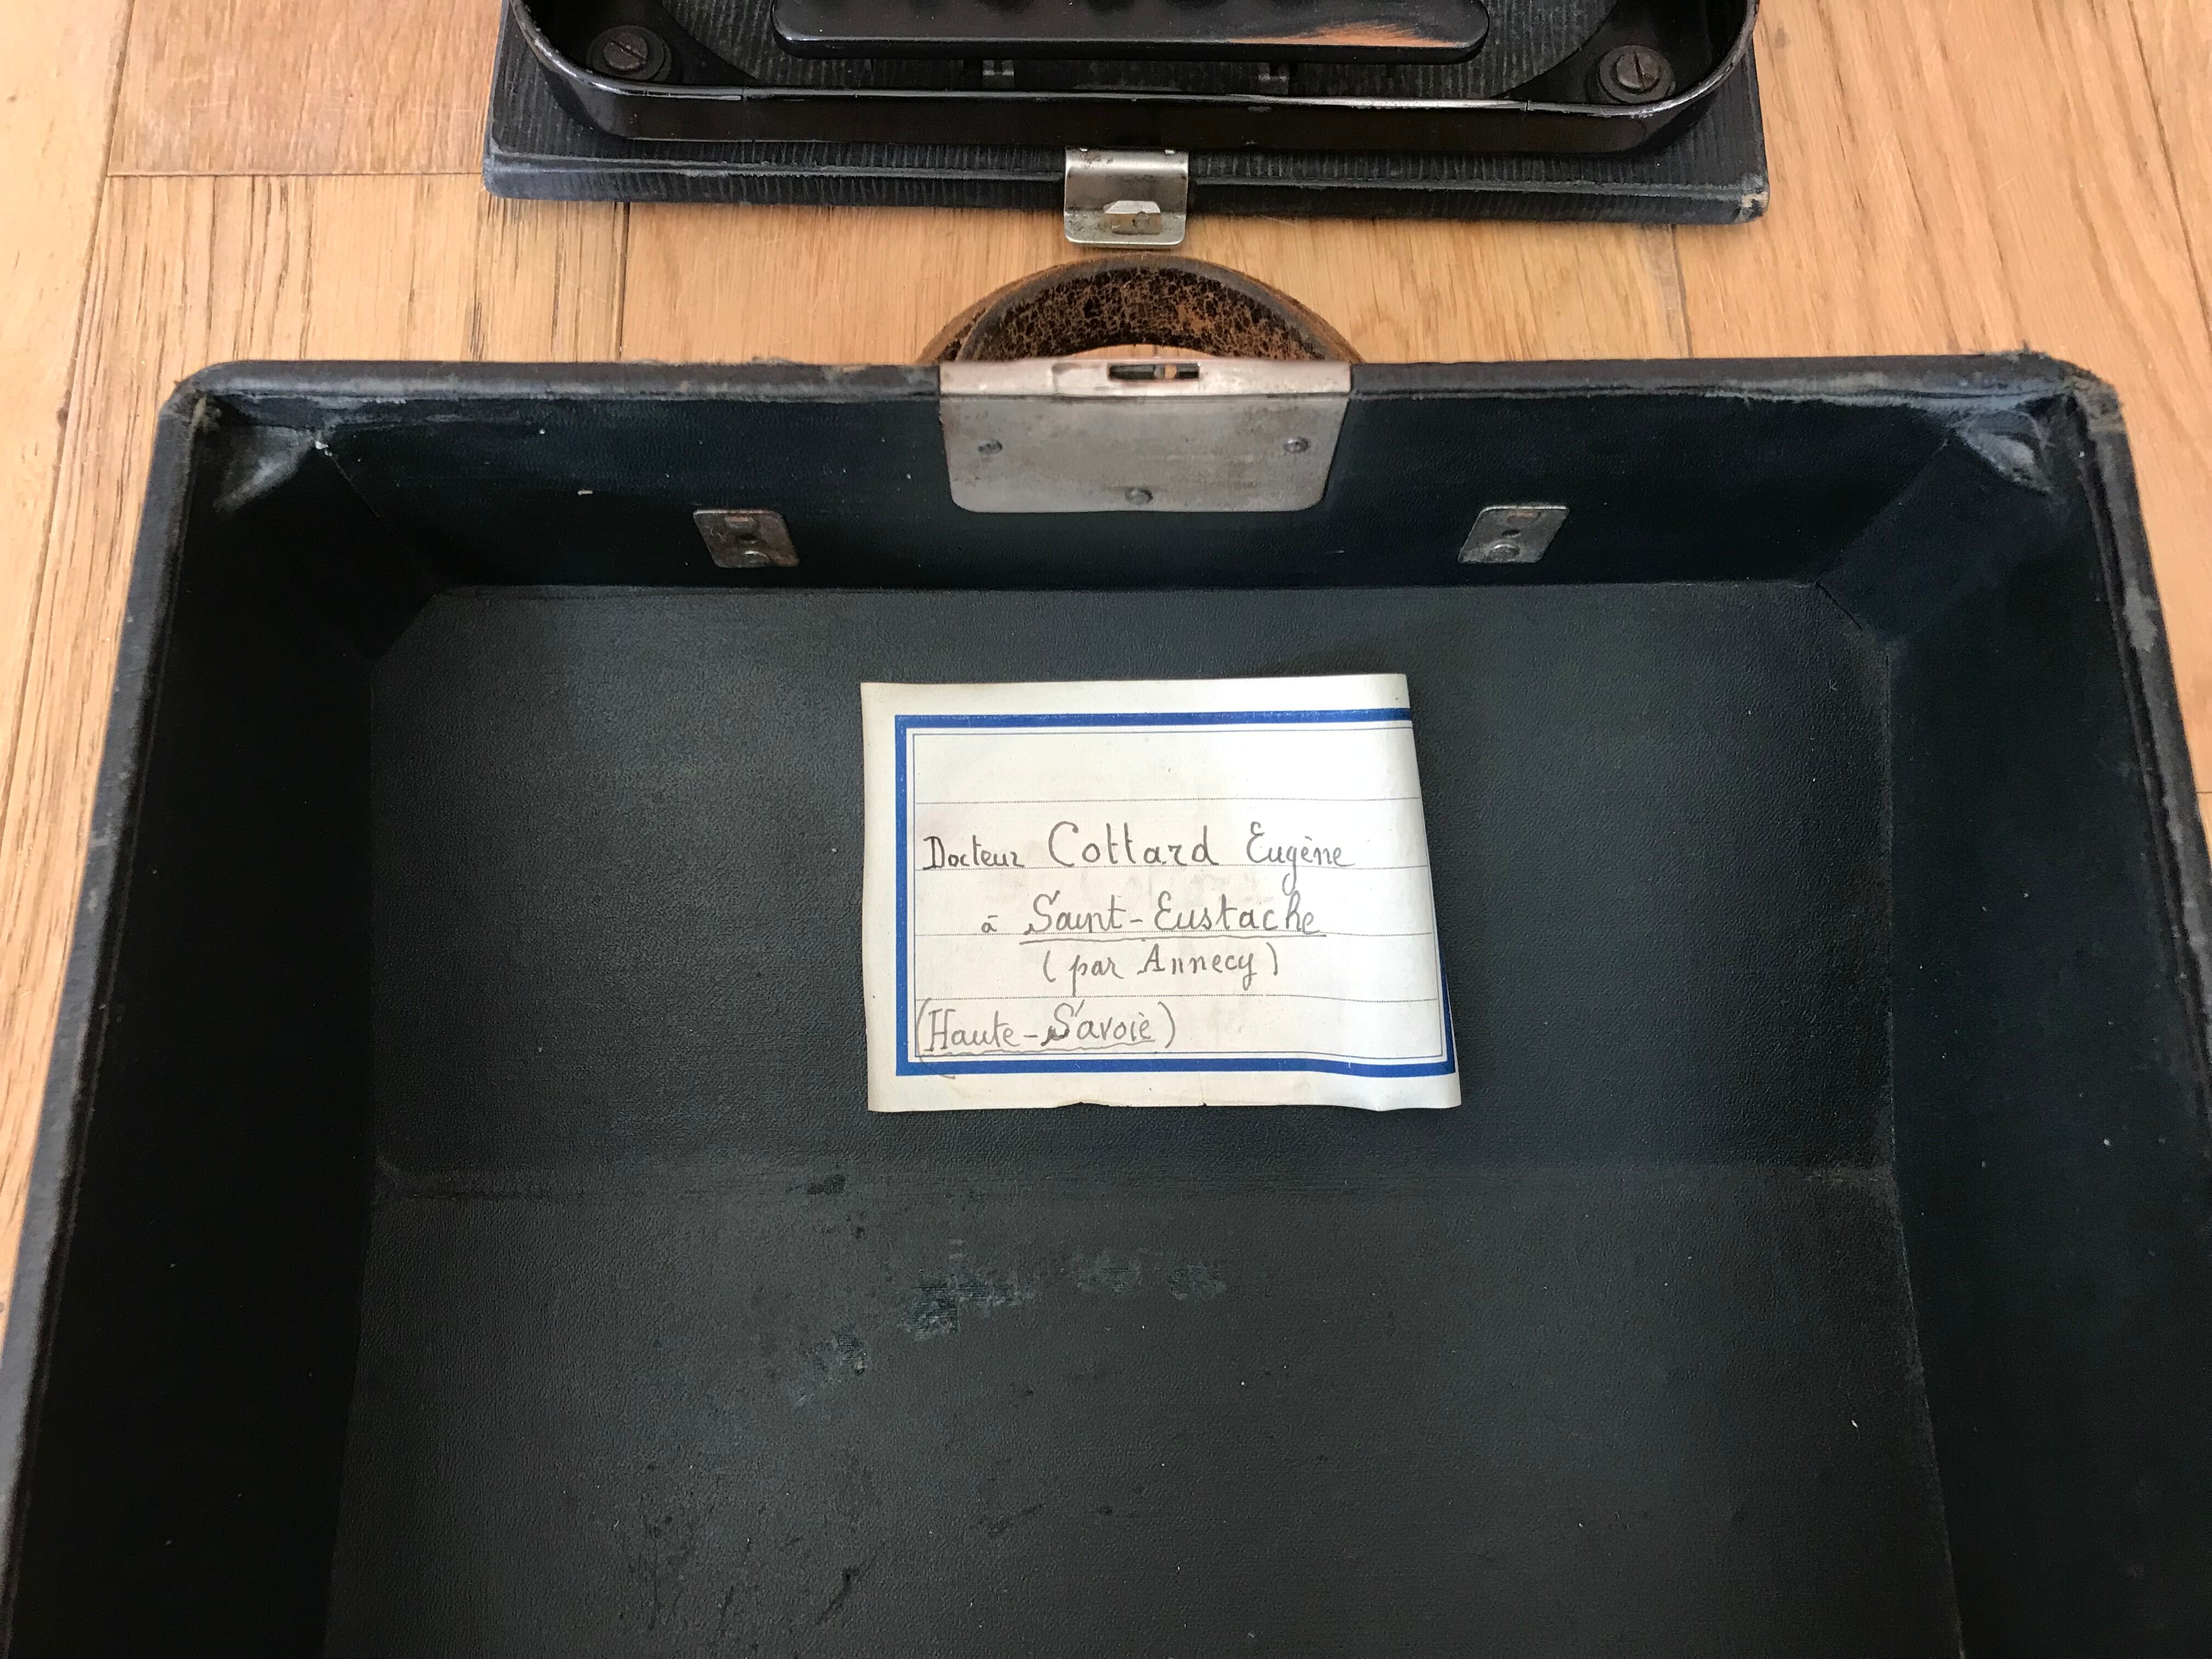 Docteur Cottard Eugène
à Saint-Eustache
(par Annecy)
(Haute-Savoie)